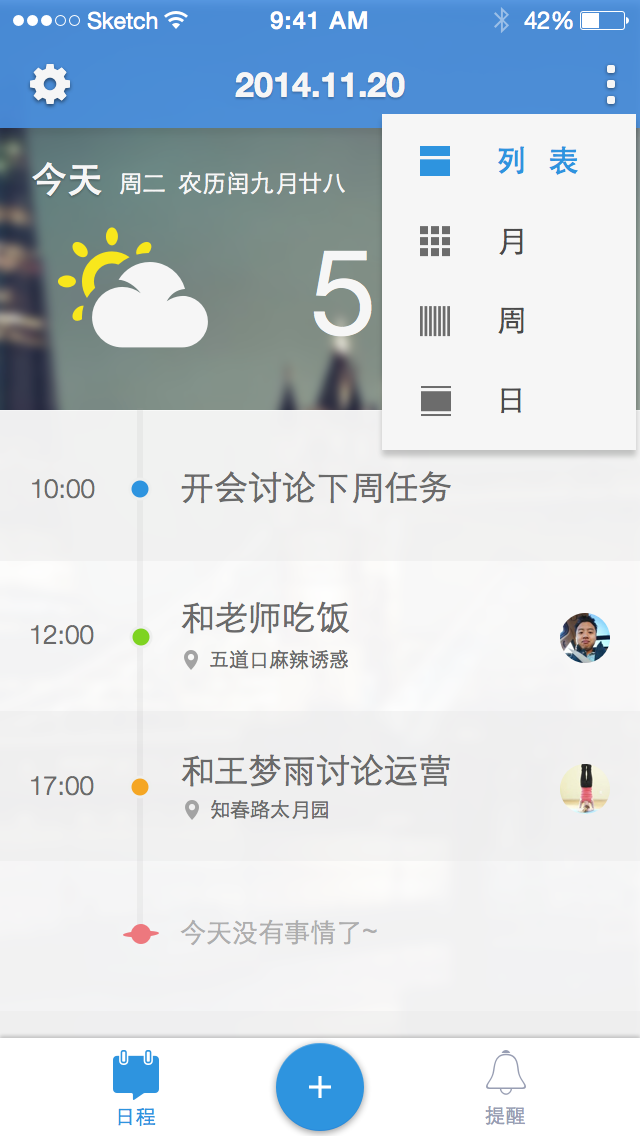 Sketch 9:41 AM 42%
2014.11.20
列 表
月
周
日
今天 周二 农历闰九月廿八
5
10:00 开会讨论下周任务
12:00 和老师吃饭
五道口麻辣诱惑
17:00 和王梦雨讨论运营
知春路太月园
今天没有事情了~
日程 提醒